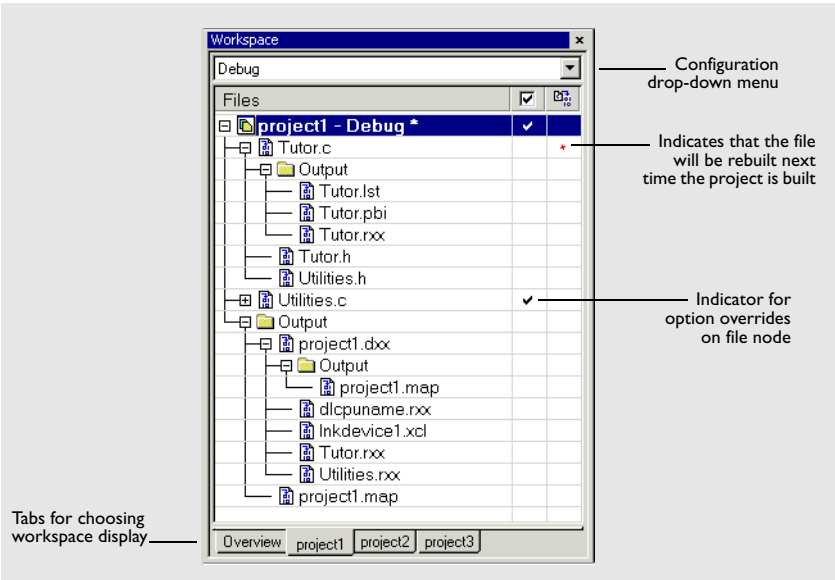 Workspace
Debug
Configuration
drop-down menu
Files
project1 - Debug *
Tutor.c
Indicates that the file
will be rebuilt next
time the project is built
Output
Tutor.lst
Tutor.pbi
Tutor.rxx
Tutor.h
Utilities.h
Utilities.c
Indicator for
option overrides
on file node
Output
project1.dxx
Output
project1.map
dlcpuname.rxx
lnkdevice1.xcl
Tutor.rxx
Utilities.rxx
project1.map
Tabs for choosing
workspace display
Overview project1 project2 project3